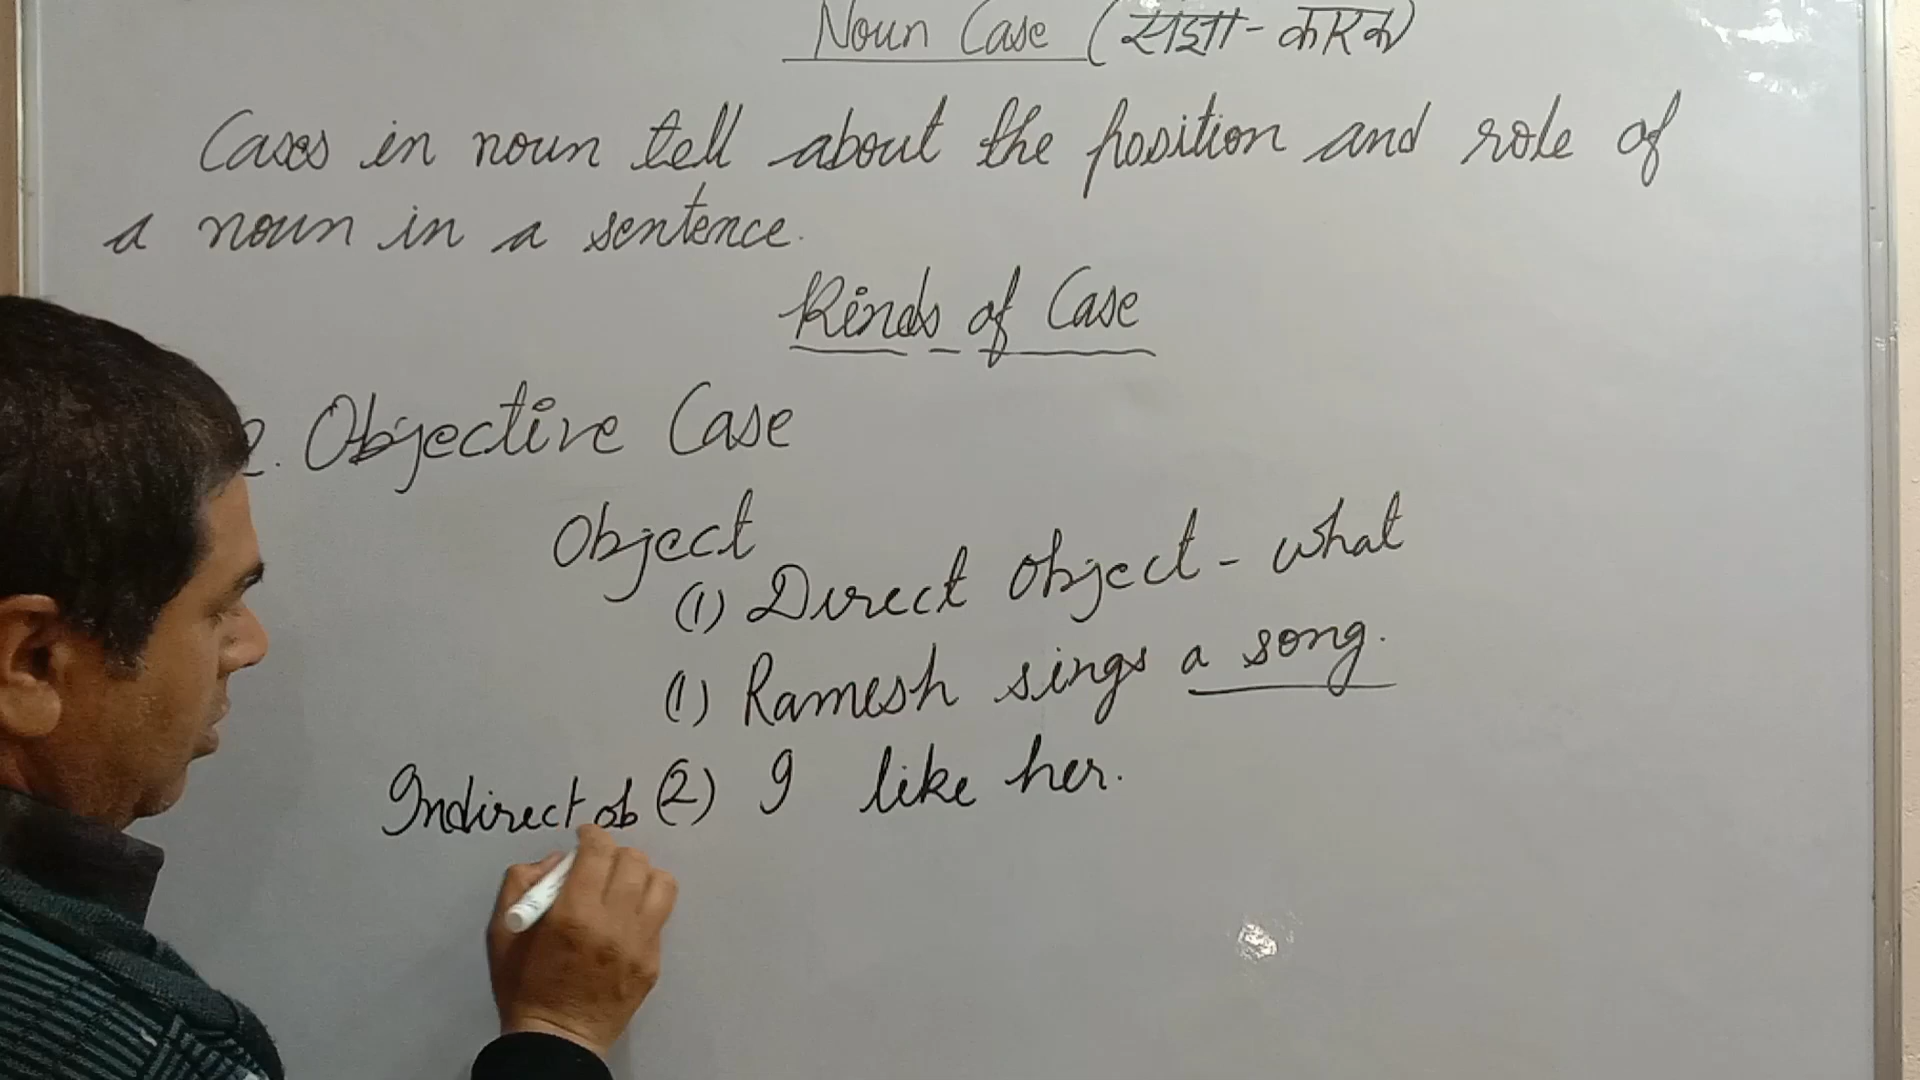 Noun Case (संज्ञा - कारक)
Cases in noun tell about the position and role of
a noun in a sentence.
Kinds of Case
2. Objective Case
Object
(1) Direct object - what
(1) Ramesh sings a song.
Indirect ob (2) I like her.